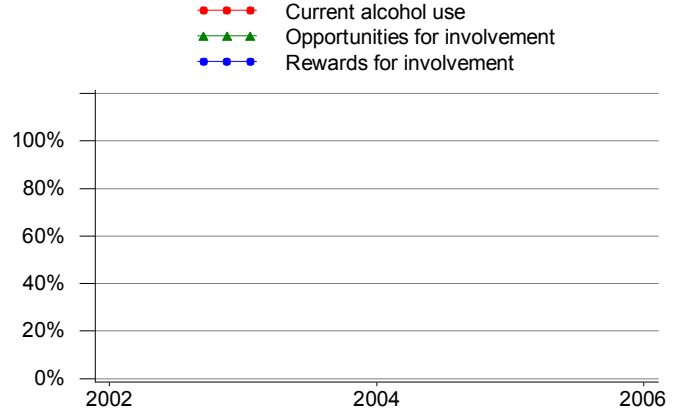 Current alcohol use
Opportunities for involvement
Rewards for involvement
100%
80%
60%
40%
20%
0%
2002 2004 2006